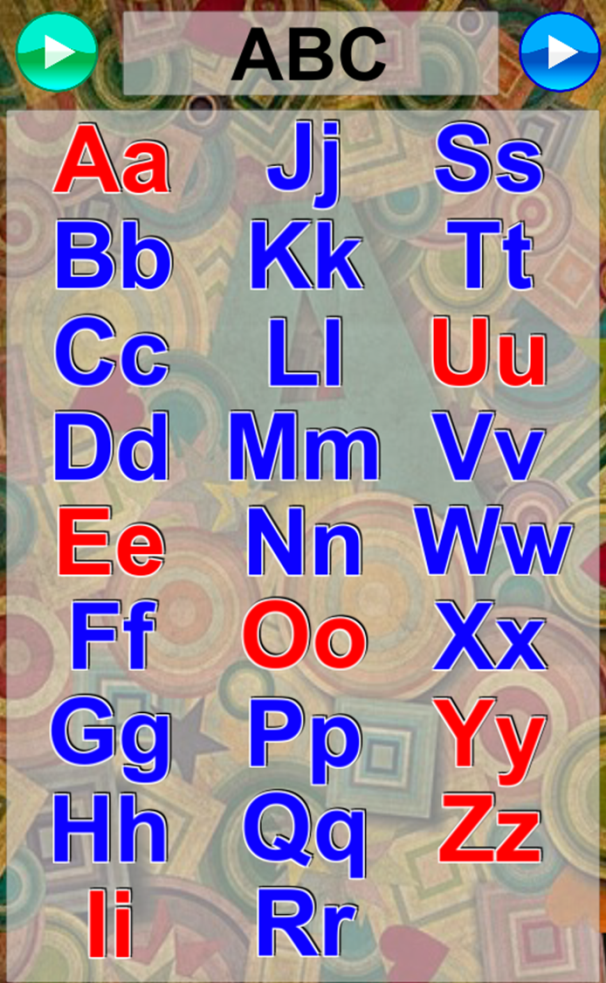 ABC
Aa Jj Ss
Bb Kk Tt
Cc Ll Uu
Dd Mm Vv
Ee Nn Ww
Ff Oo Xx
Gg Pp Yy
Hh Qq Zz
Ii Rr